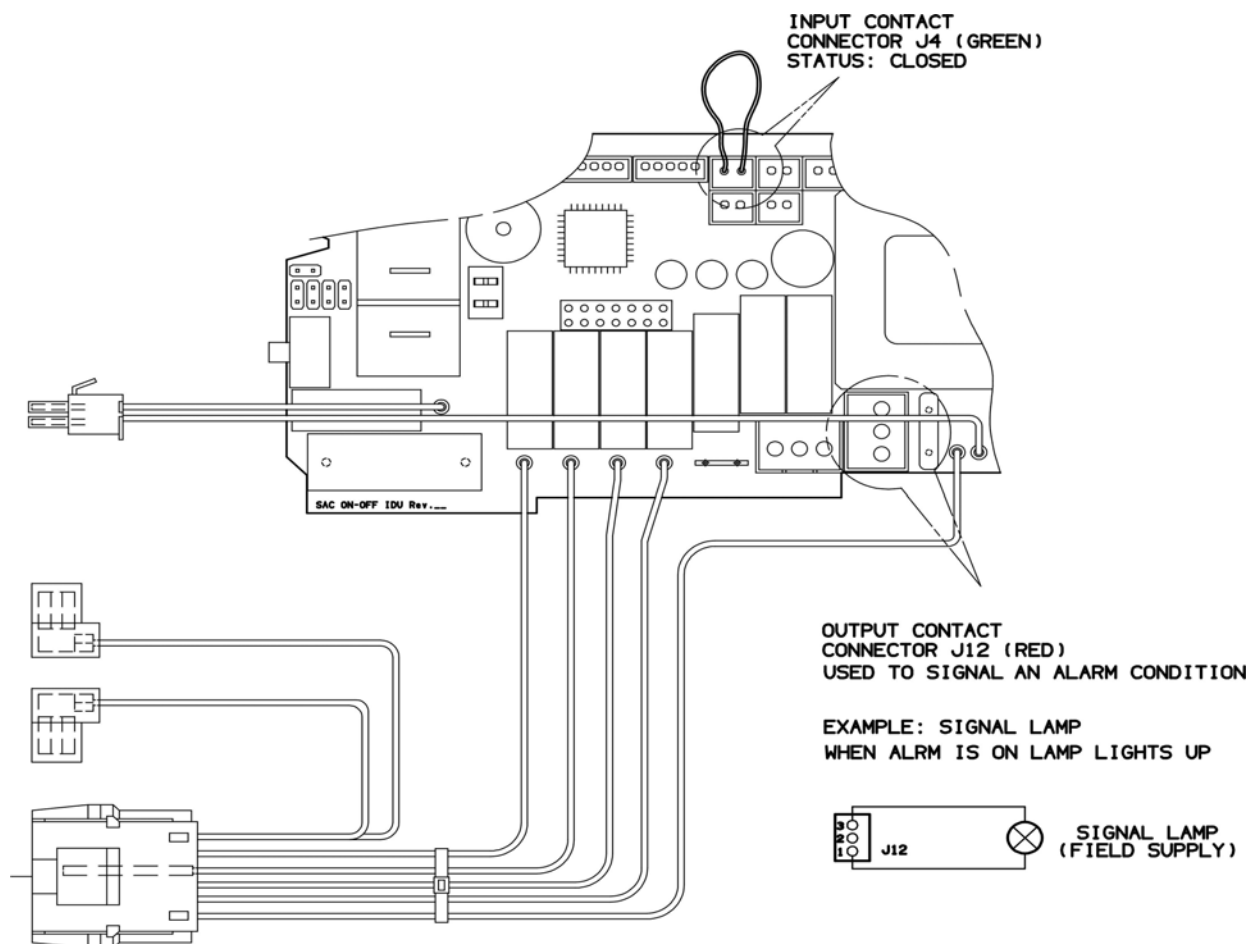 INPUT CONTACT
CONNECTOR J4 (GREEN)
STATUS: CLOSED
SAC ON-OFF IDU Rev.__
OUTPUT CONTACT
CONNECTOR J12 (RED)
USED TO SIGNAL AN ALARM CONDITION
EXAMPLE: SIGNAL LAMP
WHEN ALRM IS ON LAMP LIGHTS UP
3
2
1
J12
SIGNAL LAMP
(FIELD SUPPLY)